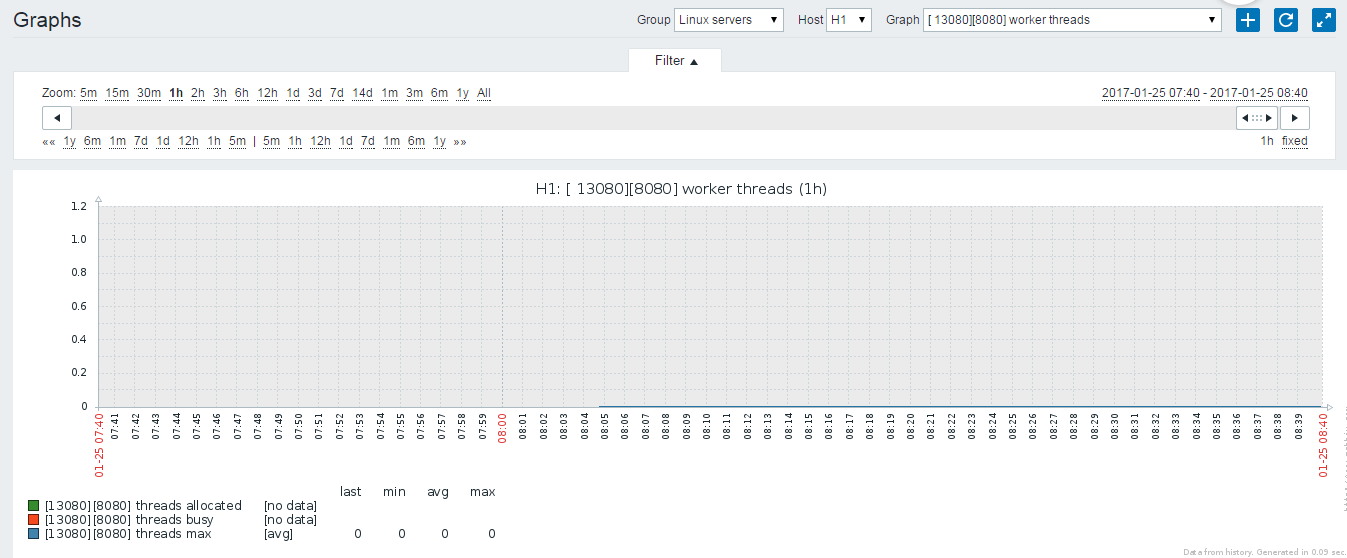 Graphs Group Linux servers ▼ Host H1 ▼ Graph [ 13080][8080] worker threads ▼
Filter ▲
Zoom: 5m 15m 30m 1h 2h 3h 6h 12h 1d 3d 7d 14d 1m 3m 6m 1y All 2017-01-25 07:40 - 2017-01-25 08:40
«« 1y 6m 1m 7d 1d 12h 1h 5m | 5m 1h 12h 1d 7d 1m 6m 1y »» 1h fixed
H1: [ 13080][8080] worker threads (1h)
1.2
1.0
0.8
0.6
0.4
0.2
0
01-25 07:40 07:41 07:42 07:43 07:44 07:45 07:46 07:47 07:48 07:49 07:50 07:51 07:52 07:53 07:54 07:55 07:56 07:57 07:58 07:59 08:00 08:01 08:02 08:03 08:04 08:05 08:06 08:07 08:08 08:09 08:10 08:11 08:12 08:13 08:14 08:15 08:16 08:17 08:18 08:19 08:20 08:21 08:22 08:23 08:24 08:25 08:26 08:27 08:28 08:29 08:30 08:31 08:32 08:33 08:34 08:35 08:36 08:37 08:38 08:39 01-25 08:40
last min avg max
[13080][8080] threads allocated [no data]
[13080][8080] threads busy [no data]
[13080][8080] threads max [avg] 0 0 0 0
Data from history. Generated in 0.09 sec.